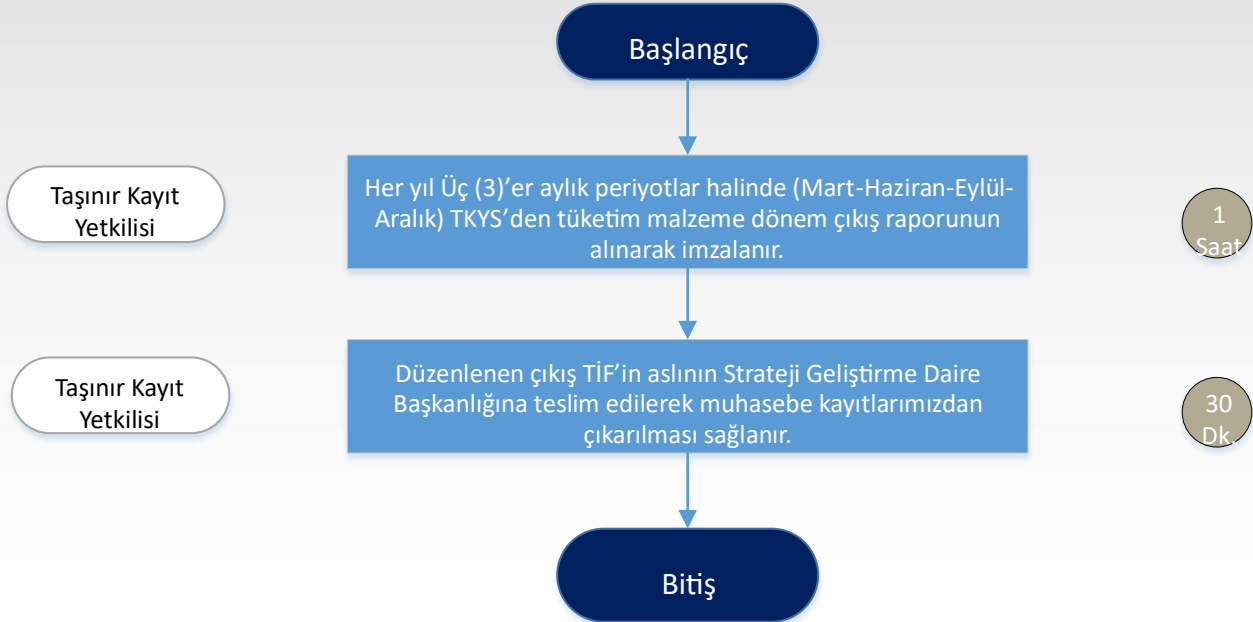 Başlangıç
Taşınır Kayıt
Yetkilisi
Her yıl Üç (3)’er aylık periyotlar halinde (Mart-Haziran-Eylül-
Aralık) TKYS’den tüketim malzeme dönem çıkış raporunun
alınarak imzalanır.
1
Saat
Taşınır Kayıt
Yetkilisi
Düzenlenen çıkış TİF’in aslının Strateji Geliştirme Daire
Başkanlığına teslim edilerek muhasebe kayıtlarımızdan
çıkarılması sağlanır.
30
Dk.
Bitiş